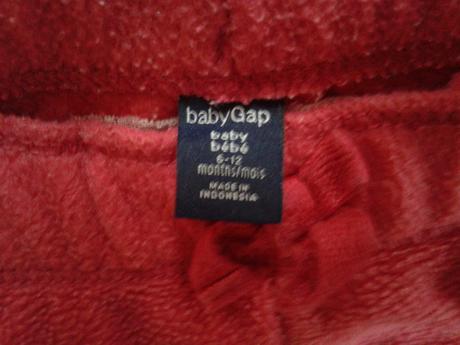 babyGap
baby
bébé
6-12
months/mois
MADE IN
INDONESIA